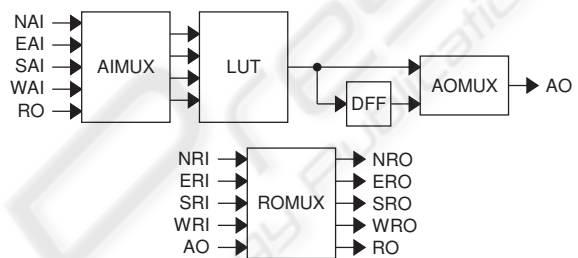 NAI
EAI
SAI
WAI
RO
AIMUX
LUT
DFF
AOMUX
AO
NRI
ERI
SRI
WRI
AO
ROMUX
NRO
ERO
SRO
WRO
RO